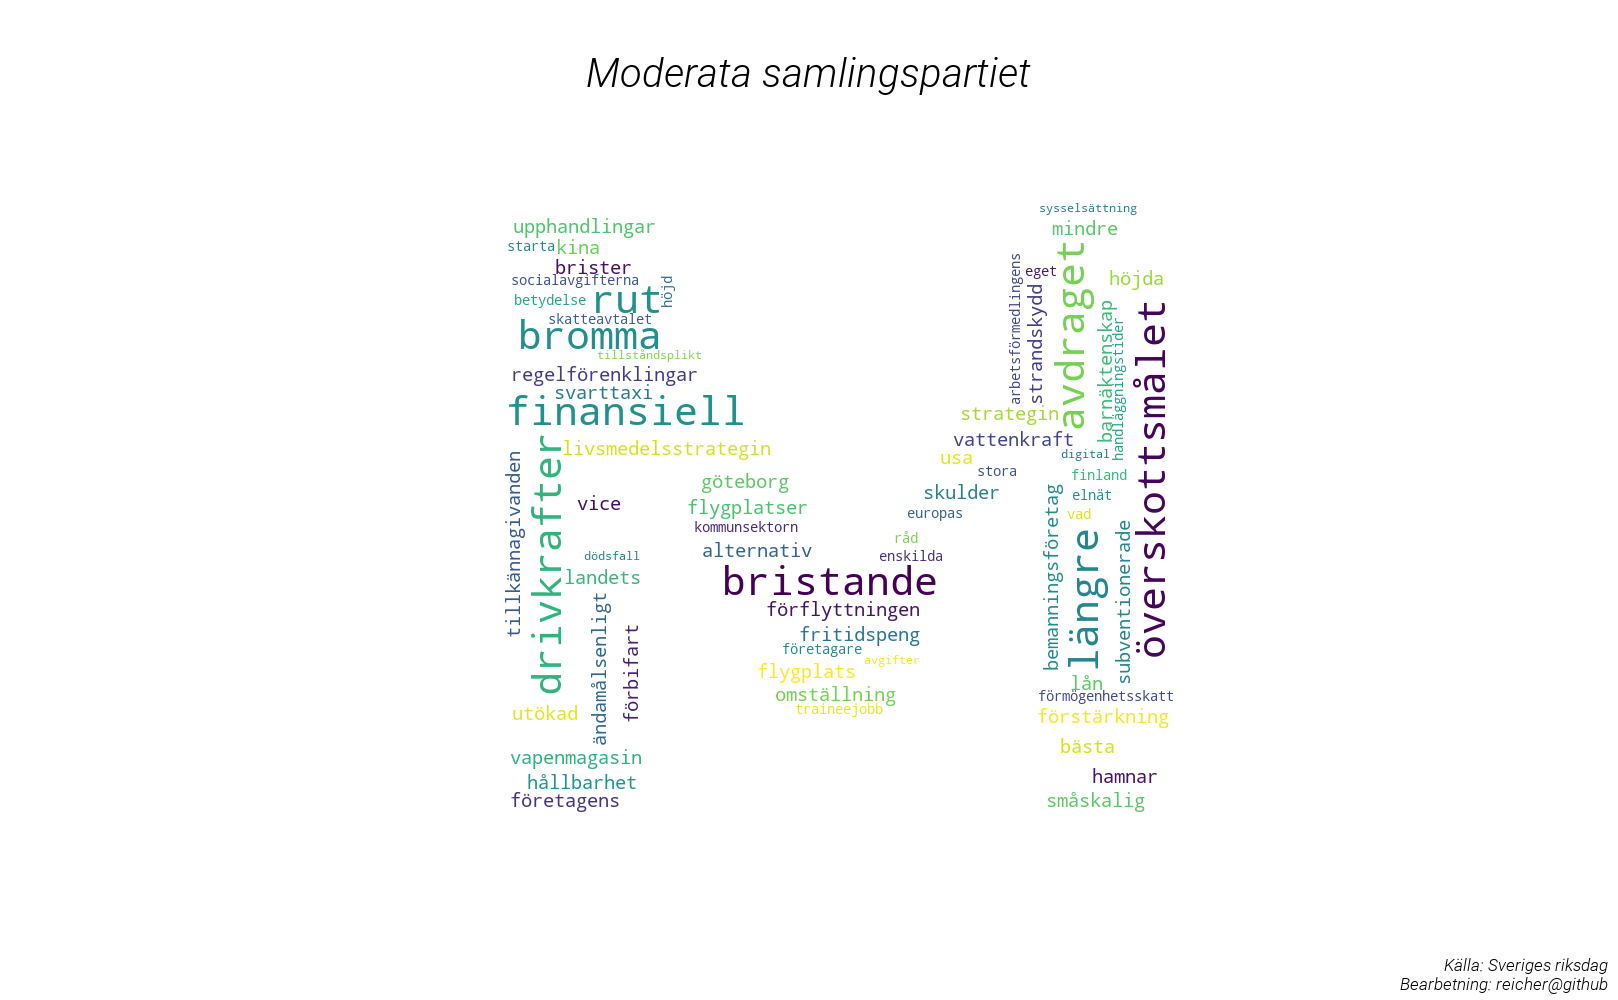 Moderata samlingspartiet
sysselsättning
upphandlingar
mindre
starta
kina
brister
socialavgifterna
betydelse
rut
höjd
skatteavtalet
bromma
tillståndsplikt
regelförenklingar
svarttaxi
finansiell
livsmedelsstrategin
drivkrafter
tillkännagivanden
vice
dödsfall
landets
ändamålsenligt
förbifart
utökad
vapenmagasin
hållbarhet
företagens
göteborg
flygplatser
kommunsektorn
alternativ
bristande
förflyttningen
fritidspeng
företagare
avgifter
flygplats
omställning
traineejobb
enskilda
råd
europas
skulder
stora
usa
vattenkraft
strategin
arbetsförmedlingens
eget
strandskydd
avdraget
höjda
barnäktenskap
handläggningstider
överskottsmålet
digital
finland
elnät
vad
bemanningsföretag
längre
subventionerade
lån
förmögenhetsskatt
förstärkning
bästa
hamnar
småskalig
Källa: Sveriges riksdag
Bearbetning: reicher@github